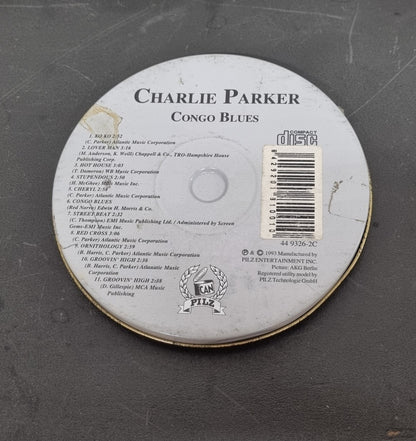 CHARLIE PARKER
CONGO BLUES
COMPACT
disc
1. KO KO 2:52
(C. Parker) Atlantic Music Corporation
2. LOVER MAN 3:18
(M. Anderson, K. Weill) Chappell & Co., TRO-Hampshire House
Publishing Corp.
3. HOT HOUSE 3:03
(T. Dameron) WB Music Corporation
4. STUPENDOUS 2:50
(H. McGhee) Music Inc.
5. CHERYL 2:58
(C. Parker) Atlantic Music Corporation
6. CONGO BLUES
(Red Norvo) Edwin H. Morris & Co.
7. STREET BEAT 2:32
(C. Thompson) EMI Music Publishing Ltd. / Administered by Screen
Gems-EMI Music Inc.
8. RED CROSS 3:06
(C. Parker) Atlantic Music Corporation
9. ORNITHOLOGY 2:59
(B. Harris, C. Parker) Atlantic Music Corporation
10. GROOVIN' HIGH 2:38
(B. Harris, C. Parker) Atlantic Music
Corporation
11. GROOVIN' HIGH 2:38
(D. Gillespie) MCA Music
Publishing
44 9326-2C
℗ & © 1993 Manufactured by
PILZ ENTERTAINMENT INC.
Picture: AKG Berlin
Registered utility model by
PILZ Technologie GmbH
CAN
PILZ